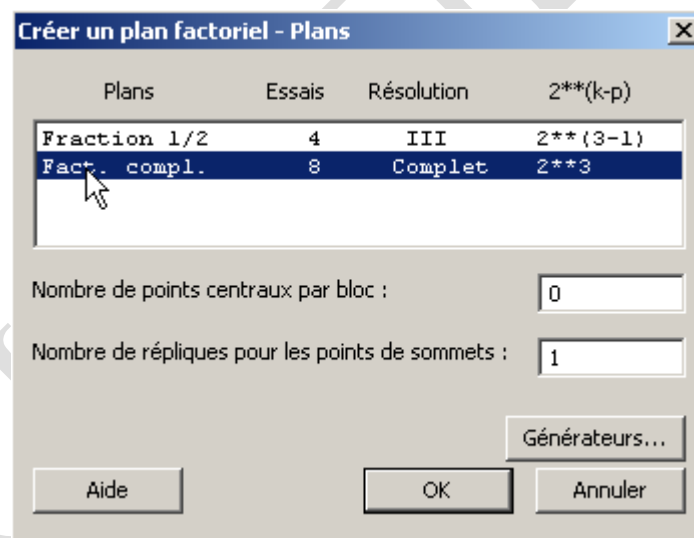 Créer un plan factoriel - Plans
Plans Essais Résolution 2**(k-p)
Fraction 1/2 4 III 2**(3-1)
Fact. compl. 8 Complet 2**3
Nombre de points centraux par bloc : 0
Nombre de répliques pour les points de sommets : 1
Générateurs...
Aide OK Annuler